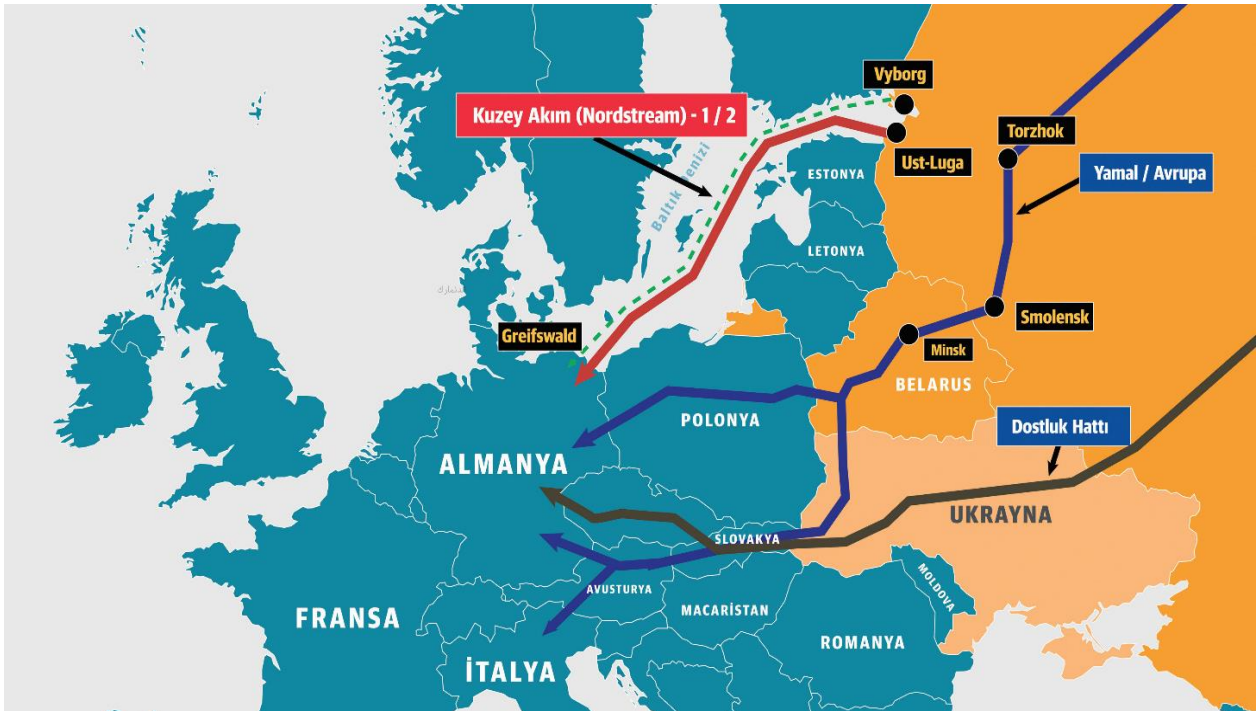 Vyborg
Kuzey Akım (Nordstream) - 1 / 2
Torzhok
Ust-Luga
ESTONYA
Yamal / Avrupa
Baltık Denizi
LETONYA
دنمارك
Smolensk
Greifswald
Minsk
BELARUS
POLONYA
Dostluk Hattı
ALMANYA
UKRAYNA
SLOVAKYA
MOLDOVA
AVUSTURYA
MACARİSTAN
FRANSA
ROMANYA
İTALYA